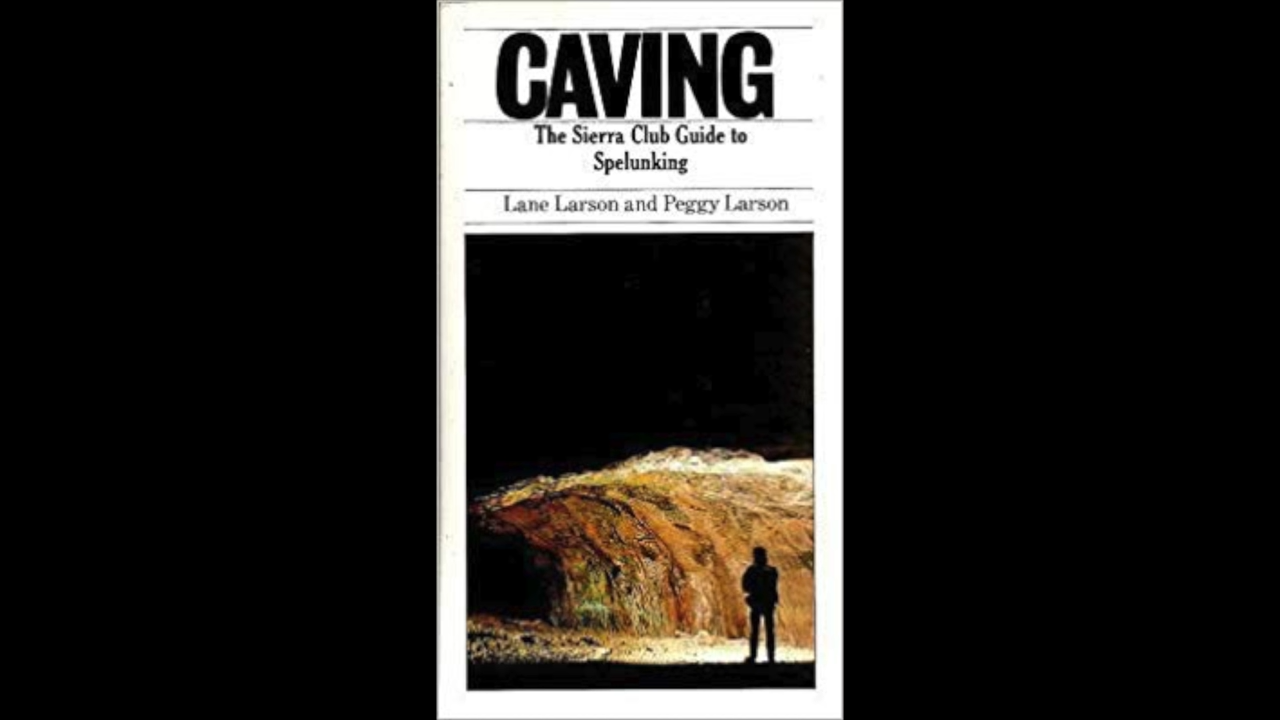 CAVING
The Sierra Club Guide to
Spelunking
Lane Larson and Peggy Larson